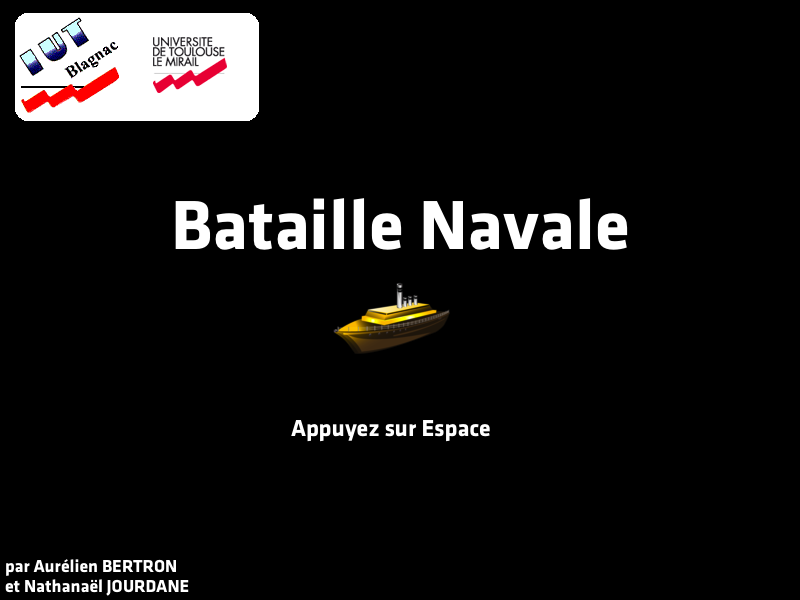 IUT
Blagnac
UNIVERSITE
DE TOULOUSE
LE MIRAIL
Bataille Navale
Appuyez sur Espace
par Aurélien BERTRON
et Nathanaël JOURDANE